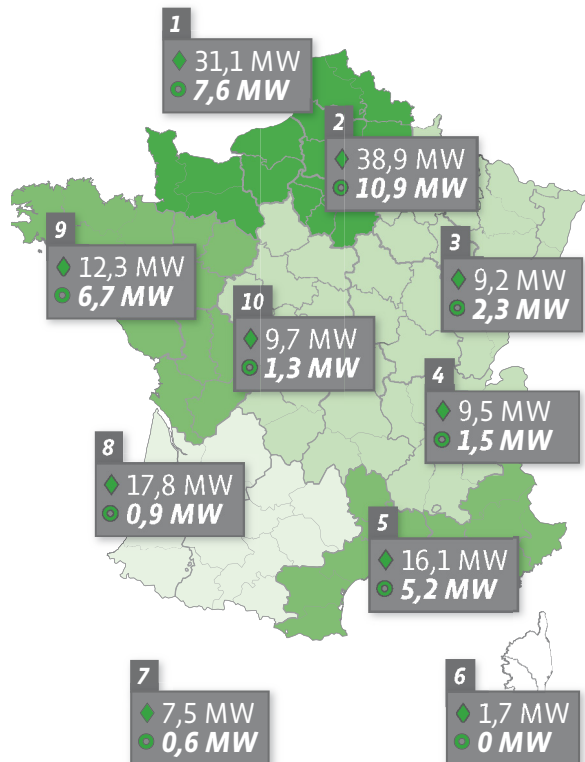 1
31,1 MW
7,6 MW
2
38,9 MW
10,9 MW
9
12,3 MW
6,7 MW
3
9,2 MW
2,3 MW
10
9,7 MW
1,3 MW
4
9,5 MW
1,5 MW
8
17,8 MW
0,9 MW
5
16,1 MW
5,2 MW
7
7,5 MW
0,6 MW
6
1,7 MW
0 MW